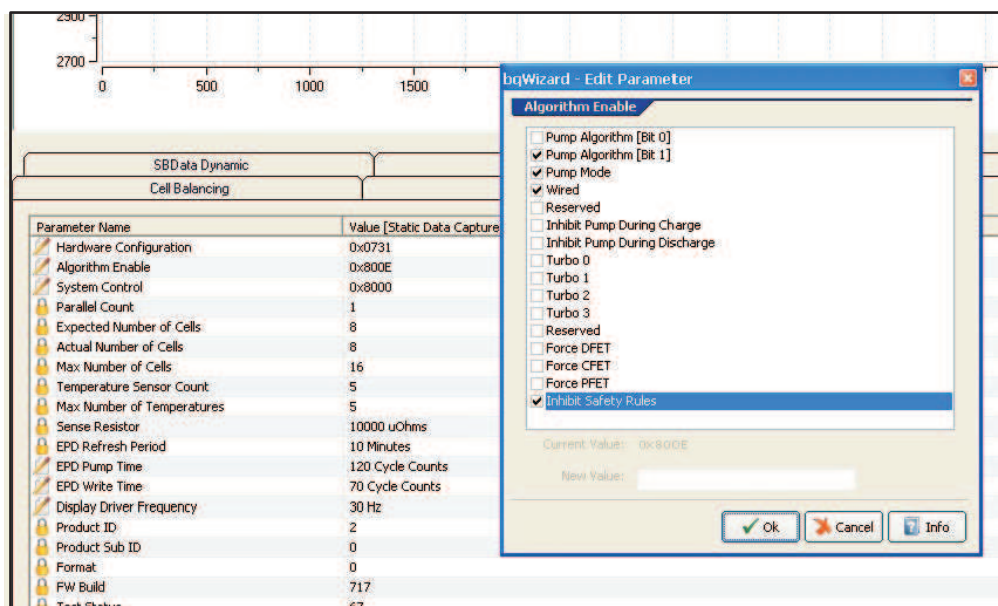 2900
2700
0 500 1000 1500
bqWizard - Edit Parameter
Algorithm Enable
Pump Algorithm [Bit 0]
Pump Algorithm [Bit 1]
Pump Mode
Wired
Reserved
Inhibit Pump During Charge
Inhibit Pump During Discharge
Turbo 0
Turbo 1
Turbo 2
Turbo 3
Reserved
Force DFET
Force CFET
Force PFET
Inhibit Safety Rules
Current Value: 0x800E
New Value:
Ok Cancel Info
SBData Dynamic
Cell Balancing
Parameter Name Value [Static Data Capture
Hardware Configuration 0x0731
Algorithm Enable 0x800E
System Control 0x8000
Parallel Count 1
Expected Number of Cells 8
Actual Number of Cells 8
Max Number of Cells 16
Temperature Sensor Count 5
Max Number of Temperatures 5
Sense Resistor 10000 uOhms
EPD Refresh Period 10 Minutes
EPD Pump Time 120 Cycle Counts
EPD Write Time 70 Cycle Counts
Display Driver Frequency 30 Hz
Product ID 2
Product Sub ID 0
Format 0
FW Build 717
Test Status 67